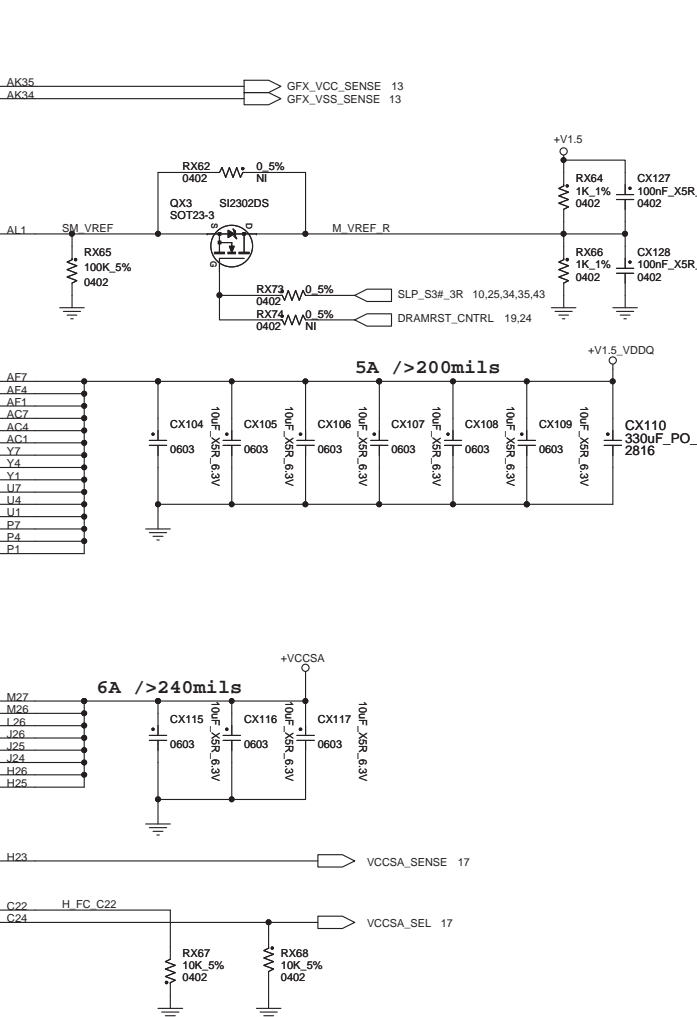 AK35
GFX_VCC_SENSE 13
AK34
GFX_VSS_SENSE 13
+V1.5
RX62
0402
0_5%
NI
QX3
SOT23-3
SI2302DS
S
D
G
RX64
1K_1%
0402
CX127
100nF_X5R_
0402
AL1
SM_VREF
M_VREF_R
RX65
100K_5%
0402
RX66
1K_1%
0402
CX128
100nF_X5R_
0402
RX73
0402
0_5%
SLP_S3#_3R 10,25,34,35,43
RX74
0402
0_5%
NI
DRAMRST_CNTRL 19,24
+V1.5_VDDQ
5A />200mils
AF7
AF4
AF1
AC7
AC4
AC1
Y7
Y4
Y1
U7
U4
U1
P7
P4
P1
CX104
0603
10uF_X5R_6.3V
CX105
0603
10uF_X5R_6.3V
CX106
0603
10uF_X5R_6.3V
CX107
0603
10uF_X5R_6.3V
CX108
0603
10uF_X5R_6.3V
CX109
0603
10uF_X5R_6.3V
CX110
330uF_PO_
2816
+VCCSA
6A />240mils
M27
M26
L26
J26
J25
J24
H26
H25
CX115
0603
10uF_X5R_6.3V
CX116
0603
10uF_X5R_6.3V
CX117
0603
10uF_X5R_6.3V
H23
VCCSA_SENSE 17
C22
H_FC_C22
C24
VCCSA_SEL 17
RX67
10K_5%
0402
RX68
10K_5%
0402